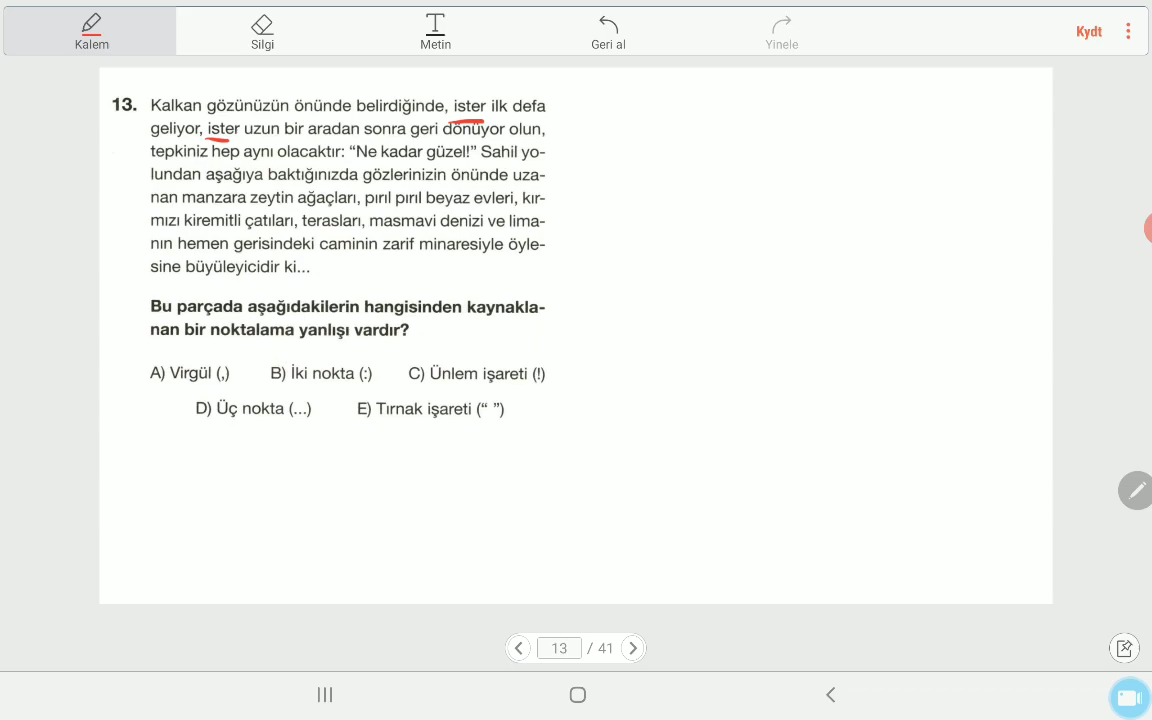 Kalem
Silgi
Metin
Geri al
Yinele
Kydt
13. Kalkan gözünüzün önünde belirdiğinde, ister ilk defa
geliyor, ister uzun bir aradan sonra geri dönüyor olun,
tepkiniz hep aynı olacaktır: “Ne kadar güzel!” Sahil yo-
lundan aşağıya baktığınızda gözlerinizin önünde uza-
nan manzara zeytin ağaçları, pırıl pırıl beyaz evleri, kır-
mızı kiremitli çatıları, terasları, masmavi denizi ve lima-
nın hemen gerisindeki caminin zarif minaresiyle öyle-
sine büyüleyicidir ki...
Bu parçada aşağıdakilerin hangisinden kaynakla-
nan bir noktalama yanlışı vardır?
A) Virgül (,) B) İki nokta (:) C) Ünlem işareti (!)
D) Üç nokta (...) E) Tırnak işareti (“ ”)
13 / 41